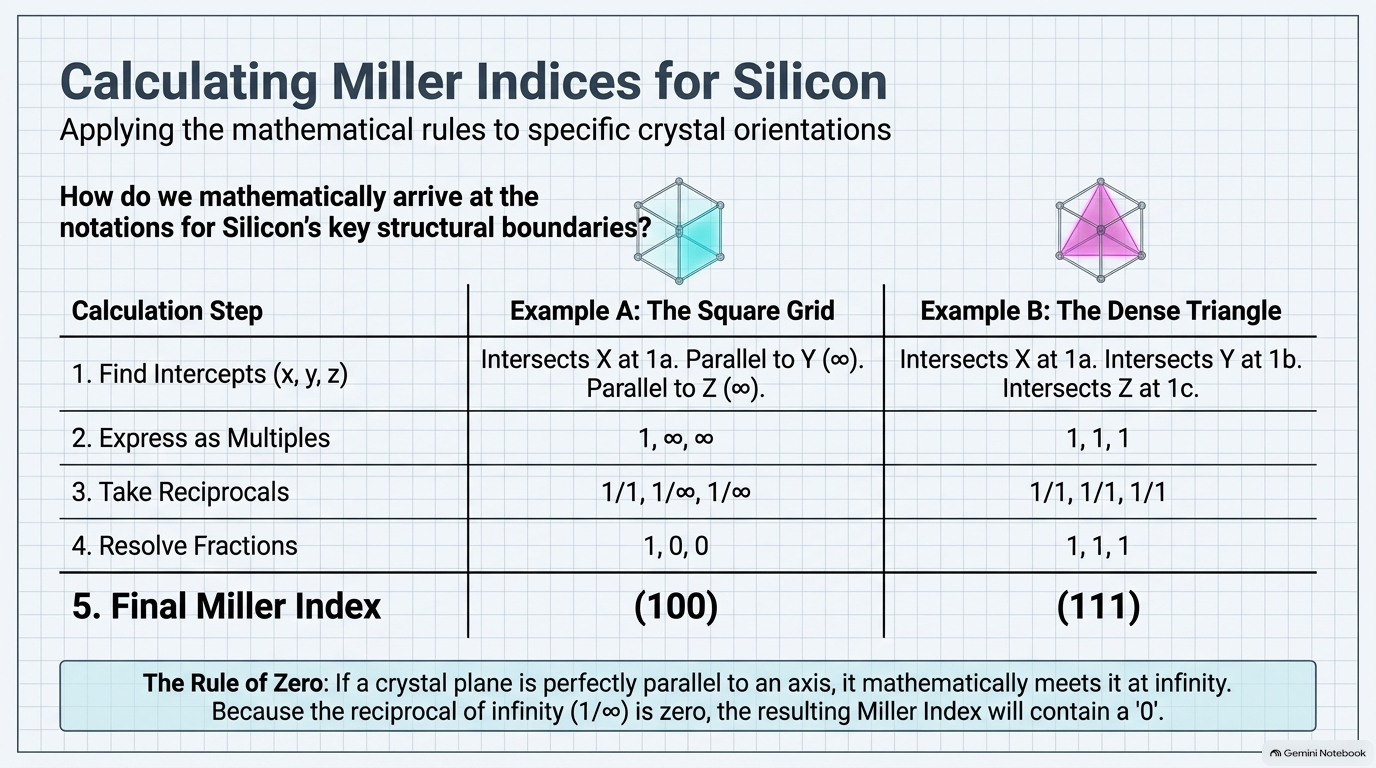 Calculating Miller Indices for Silicon
Applying the mathematical rules to specific crystal orientations
How do we mathematically arrive at the
notations for Silicon's key structural boundaries?
Calculation Step
Example A: The Square Grid
Example B: The Dense Triangle
1. Find Intercepts (x, y, z)
Intersects X at 1a. Parallel to Y (∞).
Parallel to Z (∞).
Intersects X at 1a. Intersects Y at 1b.
Intersects Z at 1c.
2. Express as Multiples
1, ∞, ∞
1, 1, 1
3. Take Reciprocals
1/1, 1/∞, 1/∞
1/1, 1/1, 1/1
4. Resolve Fractions
1, 0, 0
1, 1, 1
5. Final Miller Index
(100)
(111)
The Rule of Zero: If a crystal plane is perfectly parallel to an axis, it mathematically meets it at infinity.
Because the reciprocal of infinity (1/∞) is zero, the resulting Miller Index will contain a '0'.
Gemini Notebook